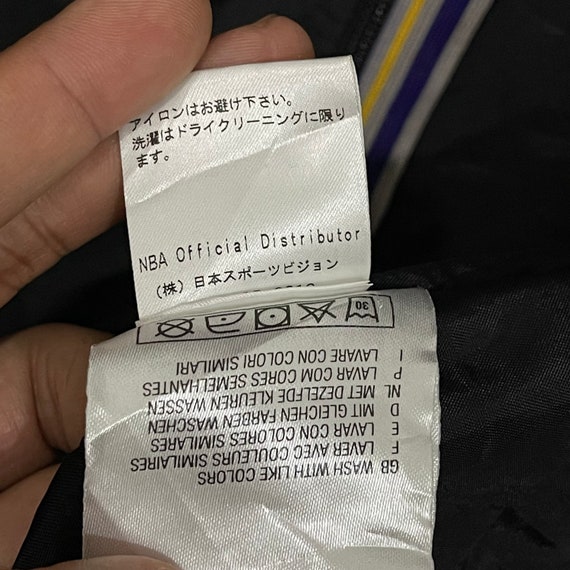 アイロンはお避け下さい。
洗濯はドライクリーニングに限り
ます。
NBA Official Distributor
(株) 日本スポーツビジョン
GB WASH WITH LIKE COLORS
F LAVER AVEC COULEURS SIMILAIRES
E LAVAR CON COLORES SIMILARES
D MIT GLEICHEN FARBEN WASCHEN
NL MET DEZELFDE KLEUREN WASSEN
P LAVAR COM CORES SEMELHANTES
I LAVARE CON COLORI SIMILARI
30